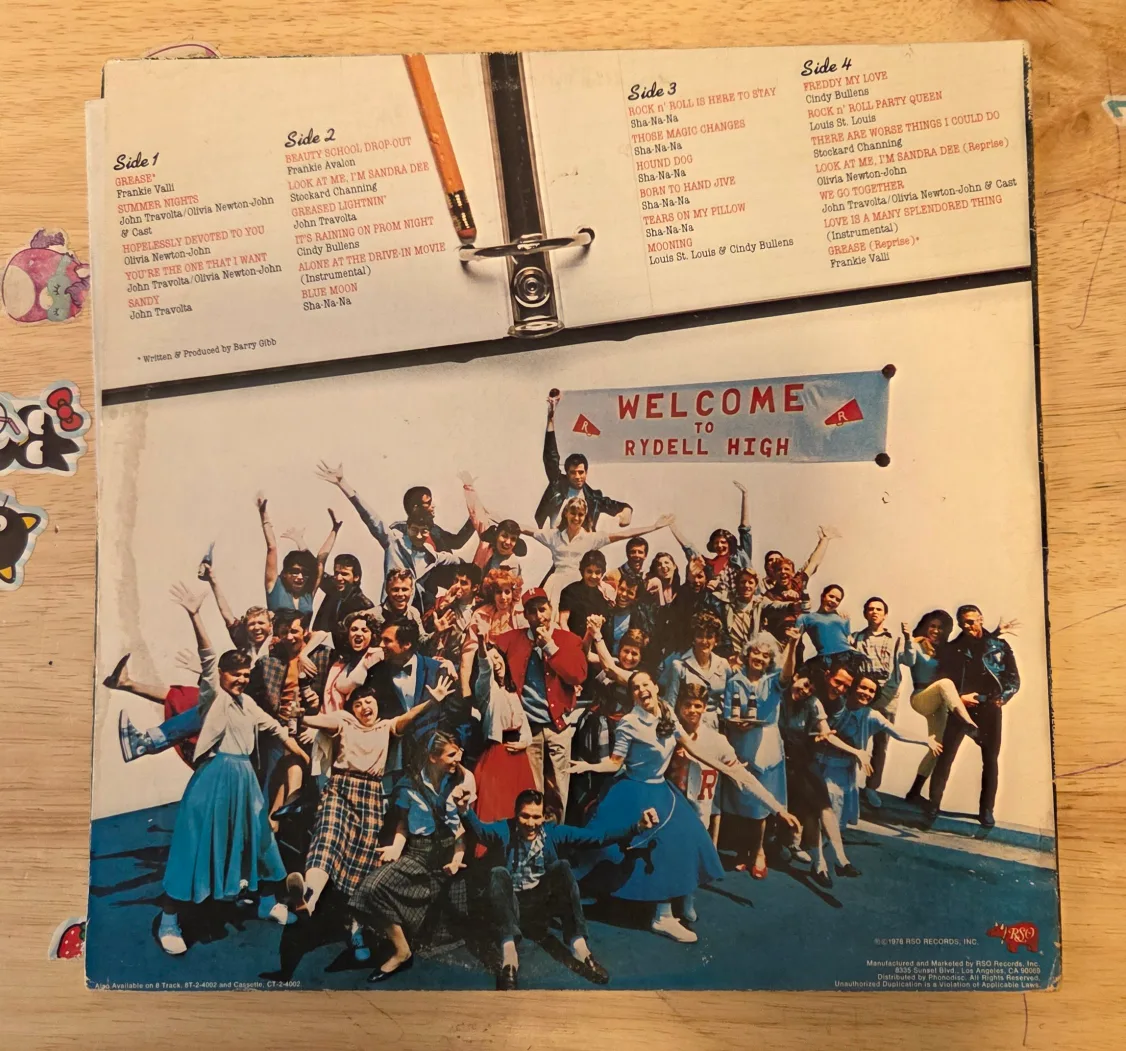 Side 1
GREASE*
Frankie Valli
SUMMER NIGHTS
John Travolta/Olivia Newton-John
& Cast
HOPELESSLY DEVOTED TO YOU
Olivia Newton-John
YOU'RE THE ONE THAT I WANT
John Travolta/Olivia Newton-John
SANDY
John Travolta
* Written & Produced by Barry Gibb
Side 2
BEAUTY SCHOOL DROP-OUT
Frankie Avalon
LOOK AT ME, I'M SANDRA DEE
Stockard Channing
GREASED LIGHTNIN'
John Travolta
IT'S RAINING ON PROM NIGHT
Cindy Bullens
ALONE AT THE DRIVE-IN MOVIE
(Instrumental)
BLUE MOON
Sha-Na-Na
Side 3
ROCK n' ROLL IS HERE TO STAY
Sha-Na-Na
THOSE MAGIC CHANGES
Sha-Na-Na
HOUND DOG
Sha-Na-Na
BORN TO HAND JIVE
Sha-Na-Na
TEARS ON MY PILLOW
Sha-Na-Na
MOONING
Louis St. Louis & Cindy Bullens
Side 4
FREDDY MY LOVE
Cindy Bullens
ROCK n' ROLL PARTY QUEEN
Louis St. Louis
THERE ARE WORSE THINGS I COULD DO
Stockard Channing
LOOK AT ME, I'M SANDRA DEE (Reprise)
Olivia Newton-John
WE GO TOGETHER
John Travolta/Olivia Newton-John & Cast
LOVE IS A MANY SPLENDORED THING
(Instrumental)
GREASE (Reprise)*
Frankie Valli
WELCOME
R
R
TO
RYDELL HIGH
R
℗©1978 RSO RECORDS, INC.
RSO
Manufactured and Marketed by RSO Records, Inc.
8335 Sunset Blvd., Los Angeles, CA 90069
Distributed by Phonodisc. All Rights Reserved.
Unauthorized Duplication is a Violation of Applicable Laws.
Also Available on 8 Track, 8T-2-4002 and Cassette, CT-2-4002